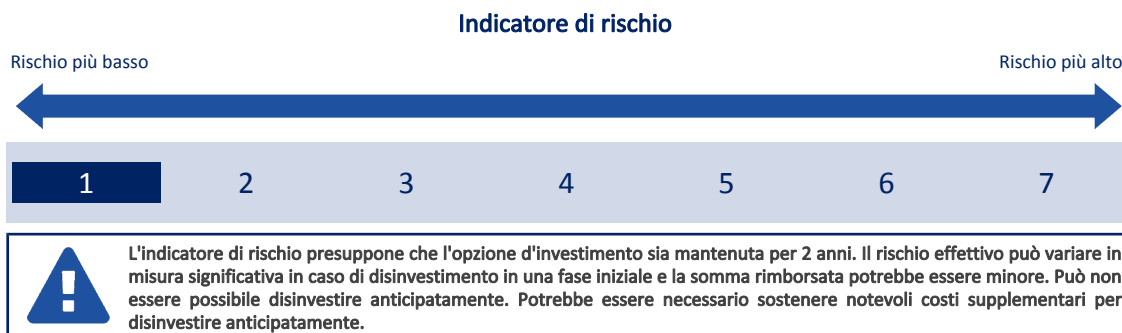 Indicatore di rischio
Rischio più basso
Rischio più alto
1 2 3 4 5 6 7
L'indicatore di rischio presuppone che l'opzione d'investimento sia mantenuta per 2 anni. Il rischio effettivo può variare in
misura significativa in caso di disinvestimento in una fase iniziale e la somma rimborsata potrebbe essere minore. Può non
essere possibile disinvestire anticipatamente. Potrebbe essere necessario sostenere notevoli costi supplementari per
disinvestire anticipatamente.